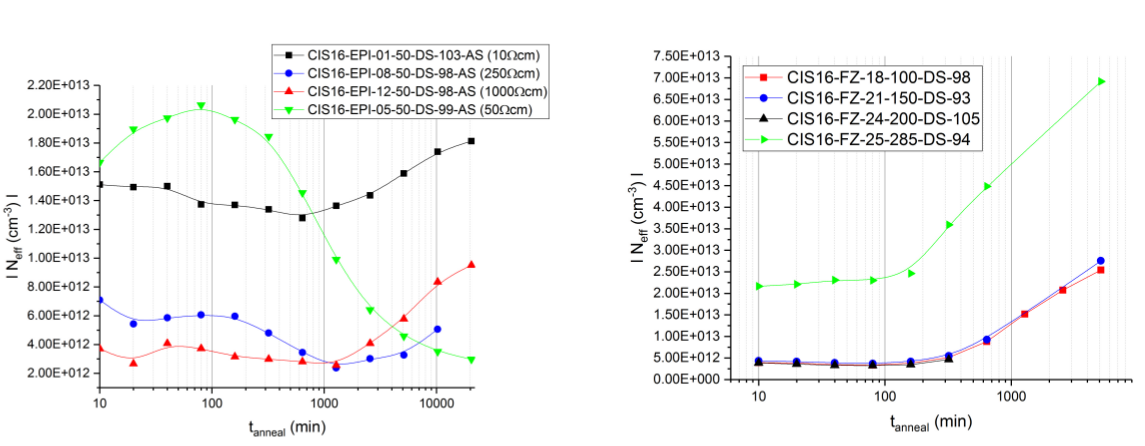 CIS16-EPI-01-50-DS-103-AS (10Ωcm)
CIS16-EPI-08-50-DS-98-AS (250Ωcm)
CIS16-EPI-12-50-DS-98-AS (1000Ωcm)
CIS16-EPI-05-50-DS-99-AS (50Ωcm)
2.20E+013
2.00E+013
1.80E+013
1.60E+013
1.40E+013
1.20E+013
1.00E+013
8.00E+012
6.00E+012
4.00E+012
2.00E+012
| Neff (cm-3) |
10
100
1000
10000
tanneal (min)
CIS16-FZ-18-100-DS-98
CIS16-FZ-21-150-DS-93
CIS16-FZ-24-200-DS-105
CIS16-FZ-25-285-DS-94
7.50E+013
7.00E+013
6.50E+013
6.00E+013
5.50E+013
5.00E+013
4.50E+013
4.00E+013
3.50E+013
3.00E+013
2.50E+013
2.00E+013
1.50E+013
1.00E+013
5.00E+012
0.00E+000
| Neff (cm-3) |
10
100
1000
tanneal (min)